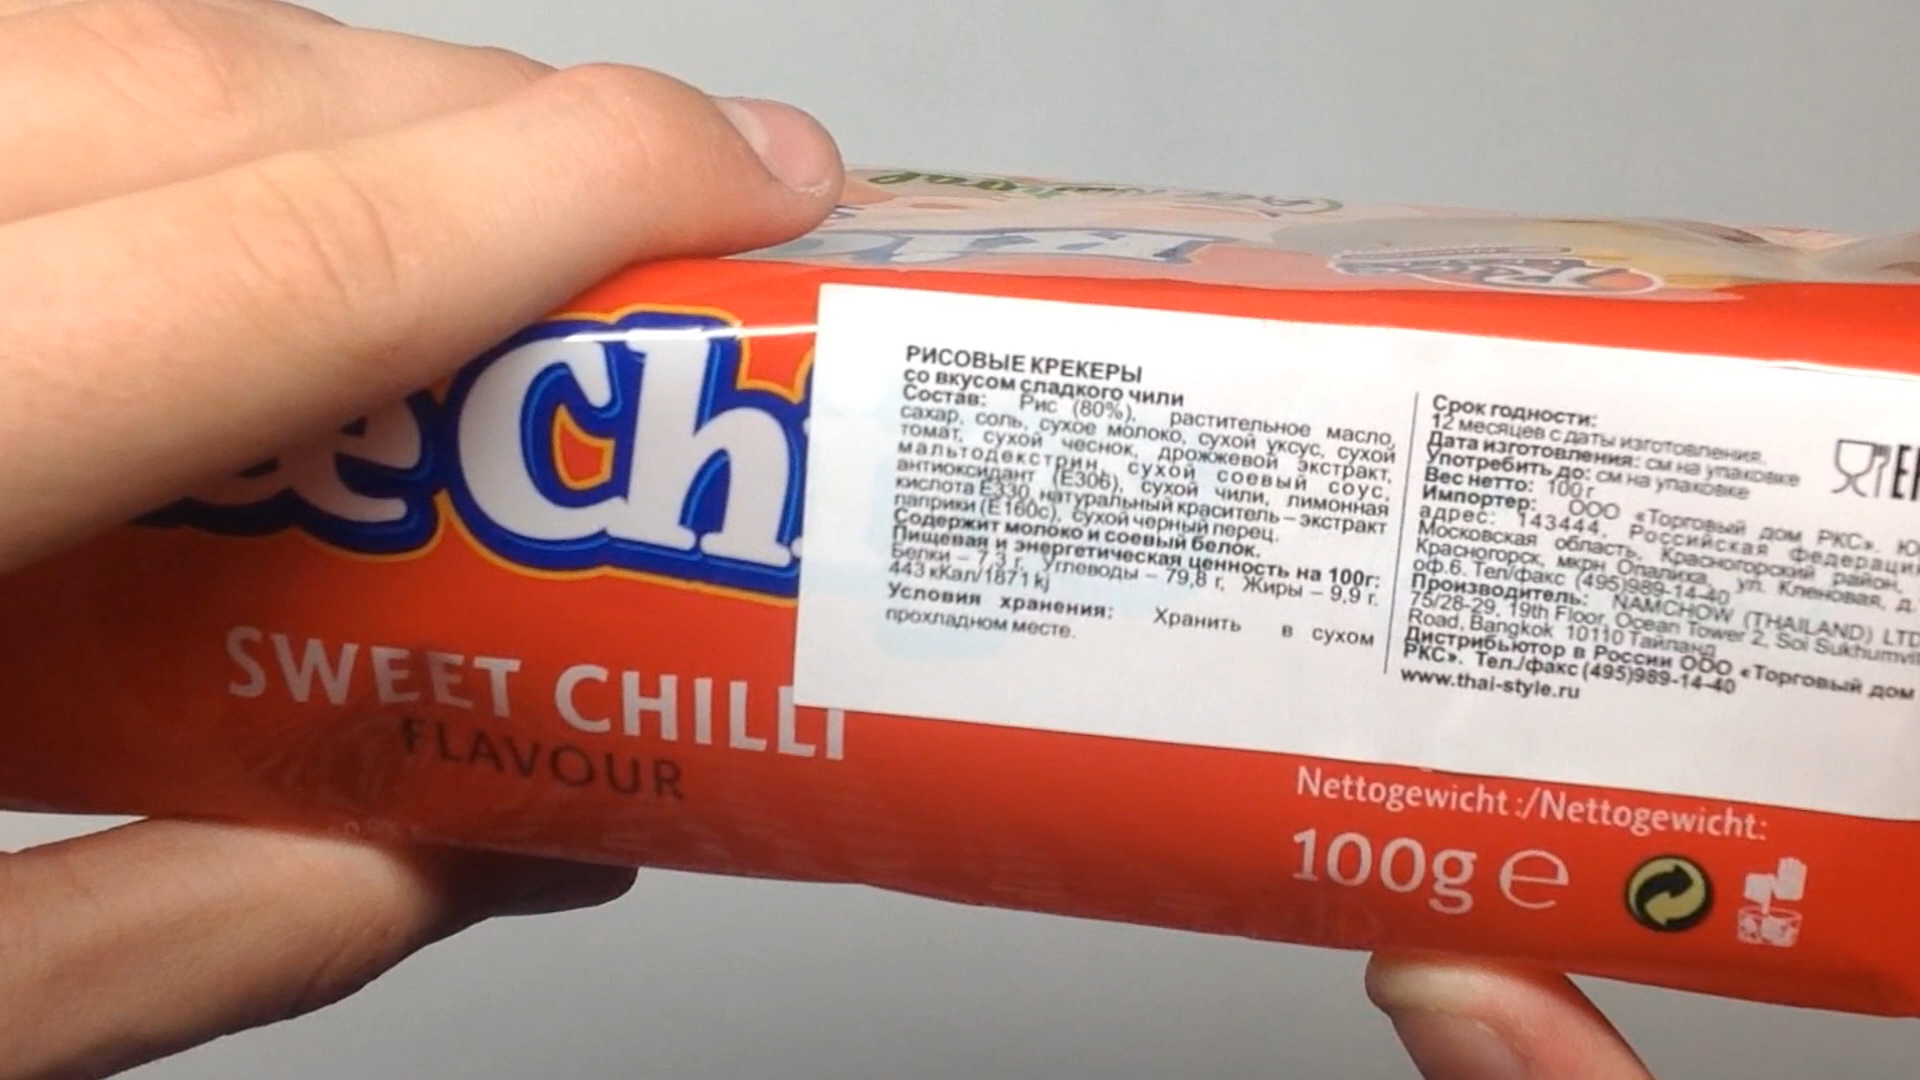 e Ch
SWEET CHILLI
FLAVOUR
РИСОВЫЕ КРЕКЕРЫ
со вкусом сладкого чили
Состав: Рис (80%), растительное масло,
сахар, соль, сухое молоко, сухой уксус, сухой
томат, сухой чеснок, дрожжевой экстракт,
мальтодекстрин, сухой соевый соус,
антиоксидант (Е306), сухой чили, лимонная
кислота Е330, натуральный краситель – экстракт
паприки (Е160с), сухой черный перец.
Содержит молоко и соевый белок.
Пищевая и энергетическая ценность на 100г:
Белки – 7,3 г, Углеводы – 79,8 г, Жиры – 9,9 г.
443 кКал/1871 kj
Условия хранения: Хранить в сухом
прохладном месте.
Срок годности:
12 месяцев с даты изготовления.
Дата изготовления: см на упаковке
Употребить до: см на упаковке
Вес нетто: 100г
Импортер: ООО «Торговый дом РКС». Ю
адрес: 143444, Российская федераци
Московская область, Красногорский район,
Красногорск, мкрн Опалиха, ул. Кленовая, д.
оф.6. Тел/факс (495)989-14-40
Производитель: NAMCHOW (THAILAND) LTD
75/28-29, 19th Floor, Ocean Tower 2, Soi Sukhumvi
Road, Bangkok 10110 Тайланд
Дистрибьютор в России ООО «Торговый дом
РКС». Тел./факс (495)989-14-40
www.thai-style.ru
Nettogewicht :/Nettogewicht:
100g e